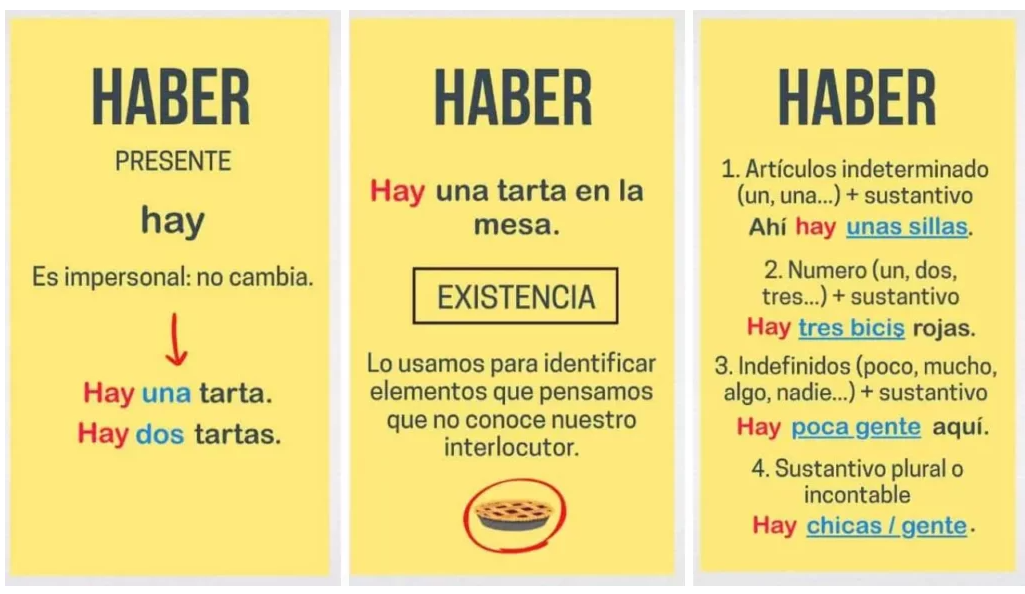 HABER
PRESENTE
hay
Es impersonal: no cambia.
Hay una tarta.
Hay dos tartas.
HABER
Hay una tarta en la
mesa.
EXISTENCIA
Lo usamos para identificar
elementos que pensamos
que no conoce nuestro
interlocutor.
HABER
1. Artículos indeterminado
(un, una...) + sustantivo
Ahí hay unas sillas.
2. Numero (un, dos,
tres...) + sustantivo
Hay tres bicis rojas.
3. Indefinidos (poco, mucho,
algo, nadie...) + sustantivo
Hay poca gente aquí.
4. Sustantivo plural o
incontable
Hay chicas / gente.